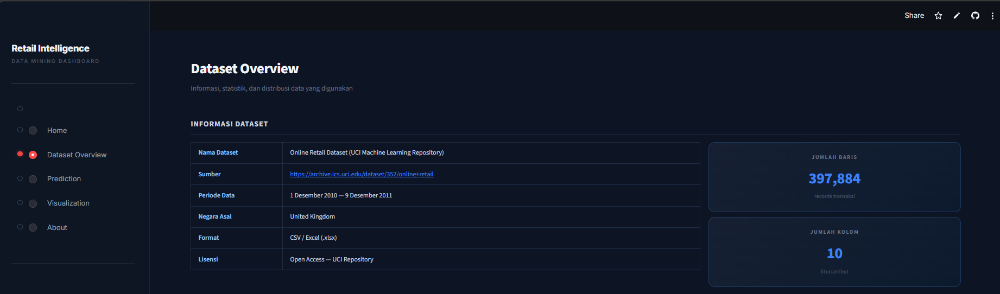 Share
Retail Intelligence
DATA MINING DASHBOARD
Home
Dataset Overview
Prediction
Visualization
About
Dataset Overview
Informasi, statistik, dan distribusi data yang digunakan
INFORMASI DATASET
Nama Dataset Online Retail Dataset (UCI Machine Learning Repository)
Sumber https://archive.ics.uci.edu/dataset/352/online+retail
Periode Data 1 Desember 2010 — 9 Desember 2011
Negara Asal United Kingdom
Format CSV / Excel (.xlsx)
Lisensi Open Access — UCI Repository
JUMLAH BARIS
397,884
records transaksi
JUMLAH KOLOM
10
fitur/atribut